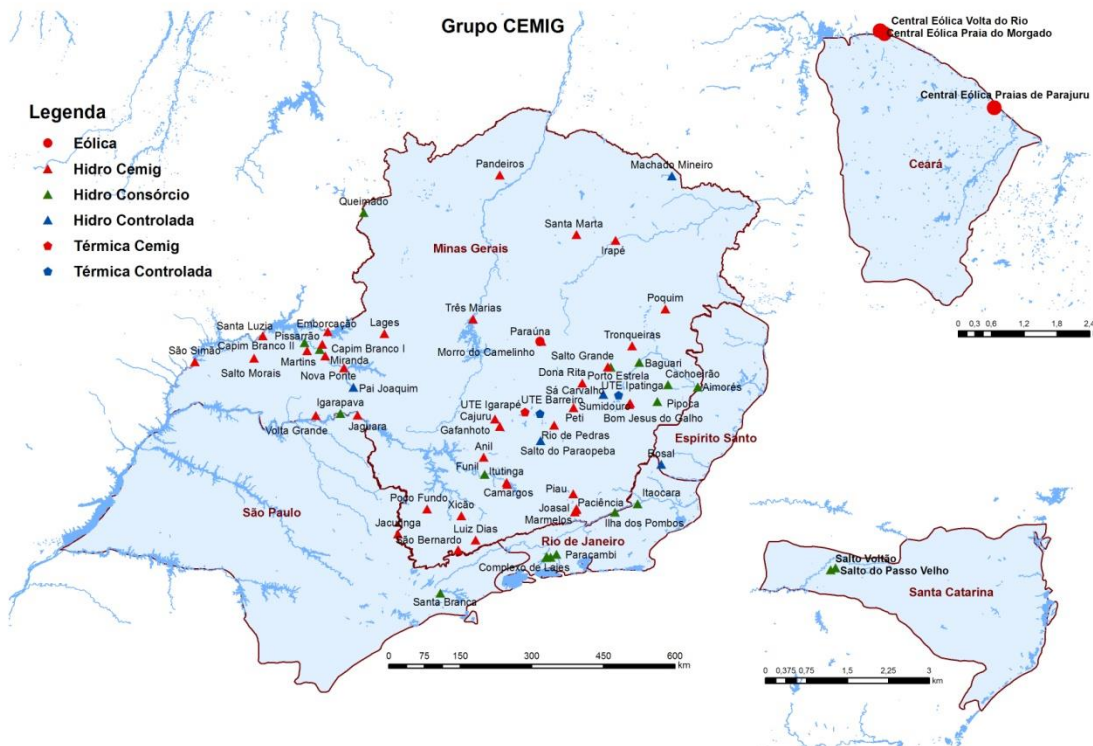 Grupo CEMIG
Legenda
Eólica
Hidro Cemig
Hidro Consórcio
Hidro Controlada
Térmica Cemig
Térmica Controlada
Central Eólica Volta do Rio
Central Eólica Praia do Morgado
Central Eólica Praias de Parajuru
Ceará
0 0,3 0,6 1,2 1,8 2,4
Pandeiros
Machado Mineiro
Queimado
Santa Marta
Irapé
Minas Gerais
Poquim
Três Marias
Santa Luzia
Emborcação
Lages
Pissarrão
Paraúna
Tronqueiras
Capim Branco II
Capim Branco I
Morro do Camelinho
São Simão
Martins
Miranda
Salto Grande
Baguari
Salto Morais
Nova Ponte
Dona Rita
Porto Estrela
Cachoeirão
Pai Joaquim
Sá Carvalho
UTE Ipatinga
Aimorés
Igarapava
UTE Igarapé
UTE Barreiro
Sumidouro
Pipoca
Volta Grande
Jaguara
Cajuru
Peti
Bom Jesus do Galho
Gafanhoto
Rio de Pedras
Espirito Santo
Anil
Salto do Paraopeba
Rosal
Funil
Itutinga
Camargos
Piau
Itaocara
Poço Fundo
Xicão
Joasal
Paciência
São Paulo
Marmelos
Ilha dos Pombos
Jacutinga
Luiz Dias
São Bernardo
Rio de Janeiro
Paracambi
Complexo de Lajes
Santa Branca
0 75 150 300 450 600
km
Salto Voltão
Salto do Passo Velho
Santa Catarina
0 0,375 0,75 1,5 2,25 3
km